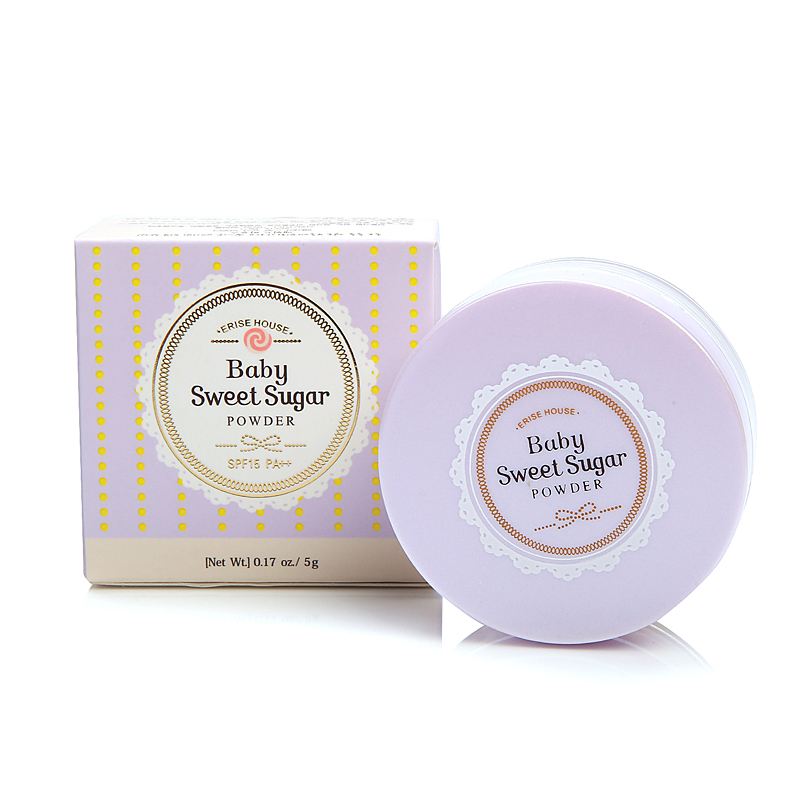 ·ERISE HOUSE·
Baby
Sweet Sugar
POWDER
SPF15 PA++
[Net Wt.] 0.17 oz./ 5g
·ERISE HOUSE·
Baby
Sweet Sugar
POWDER